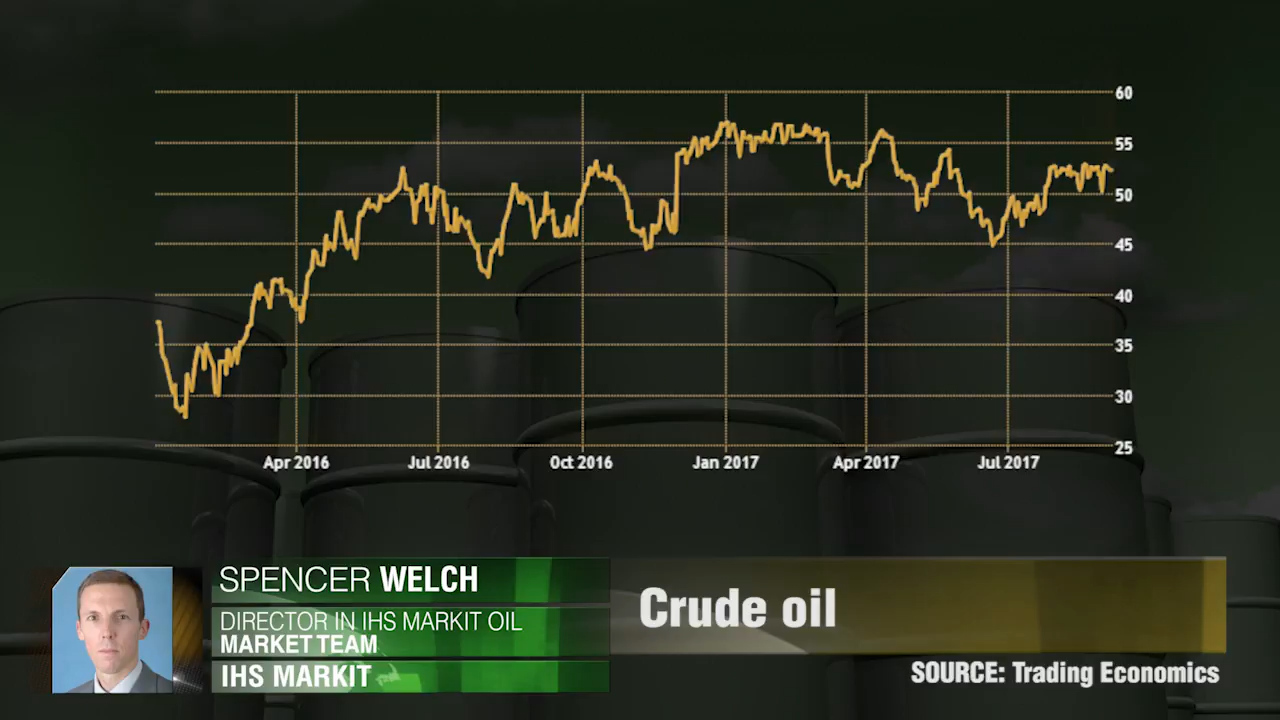 60
55
50
45
40
35
30
25
Apr 2016 Jul 2016 Oct 2016 Jan 2017 Apr 2017 Jul 2017
SPENCER WELCH
DIRECTOR IN IHS MARKIT OIL
MARKET TEAM
IHS MARKIT
Crude oil
SOURCE: Trading Economics